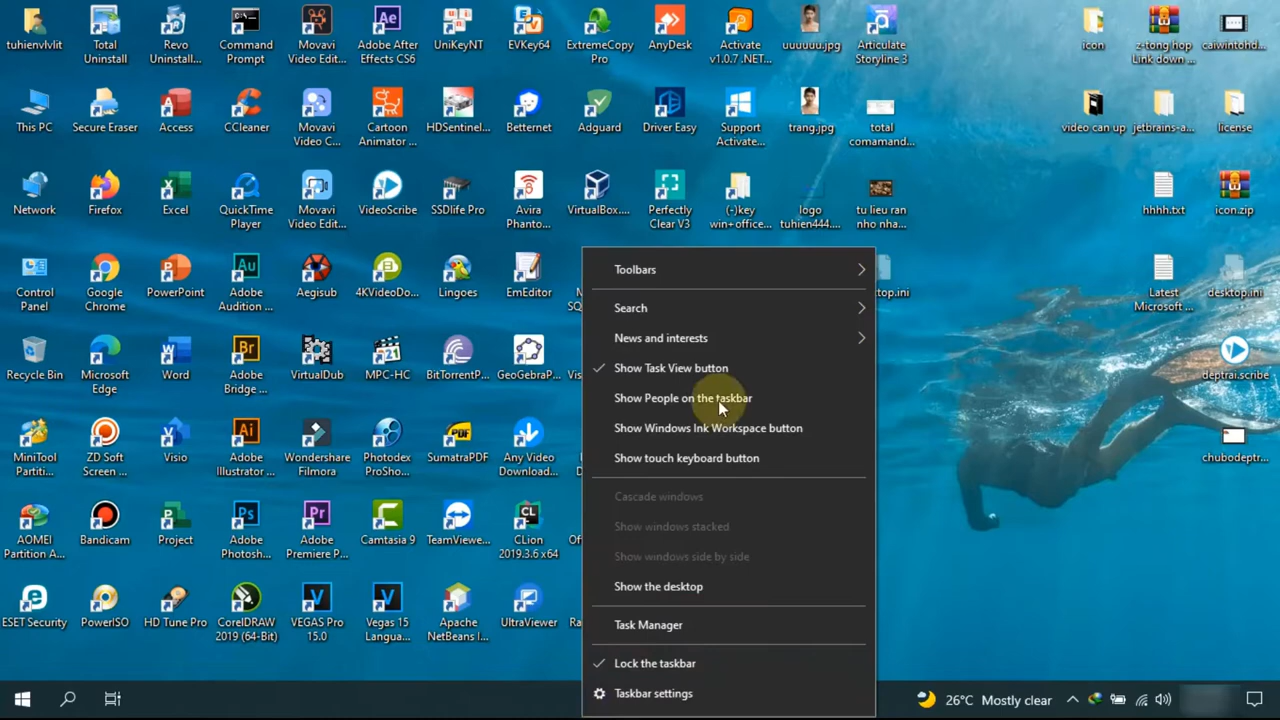 tuhienvlvlit
Total
Uninstall
Revo
Uninstall...
Command
Prompt
Movavi
Video Edit...
Adobe After
Effects CS6
UniKeyNT
EVKey64
ExtremeCopy
Pro
AnyDesk
Activate
v1.0.7 .NET...
uuuuuu.jpg
Articulate
Storyline 3
icon
z-tong hop
Link down ...
caiwintohd...
This PC
Secure Eraser
Access
CCleaner
Movavi
Video C...
Cartoon
Animator ...
HDSentinel...
Betternet
Adguard
Driver Easy
Support
Activate...
trang.jpg
total
comamand...
video can up
jetbrains-a...
license
Network
Firefox
Excel
QuickTime
Player
Movavi
Video Edit...
VideoScribe
SSDlife Pro
Avira
Phanto...
VirtualBox....
Perfectly
Clear V3
(-)key
win+office...
logo
tuhien444....
tu lieu ran
nho nha...
hhhh.txt
icon.zip
Control
Panel
Google
Chrome
PowerPoint
Adobe
Audition ...
Aegisub
4KVideoDo...
Lingoes
EmEditor
Latest
Microsoft ...
desktop.ini
Recycle Bin
Microsoft
Edge
Word
Adobe
Bridge ...
VirtualDub
MPC-HC
BitTorrentP...
GeoGebraP...
deptrai.scribe
MiniTool
Partiti...
ZD Soft
Screen ...
Visio
Adobe
Illustrator ...
Wondershare
Filmora
Photodex
ProSho...
SumatraPDF
Any Video
Download...
chubodeptr...
AOMEI
Partition A...
Bandicam
Project
Adobe
Photosh...
Adobe
Premiere P...
Camtasia 9
TeamViewe...
CLion
2019.3.6 x64
ESET Security
PowerISO
HD Tune Pro
CorelDRAW
2019 (64-Bit)
VEGAS Pro
15.0
Vegas 15
Langua...
Apache
NetBeans I...
UltraViewer
Toolbars
Search
News and interests
Show Task View button
Show People on the taskbar
Show Windows Ink Workspace button
Show touch keyboard button
Cascade windows
Show windows stacked
Show windows side by side
Show the desktop
Task Manager
Lock the taskbar
Taskbar settings
26°C Mostly clear